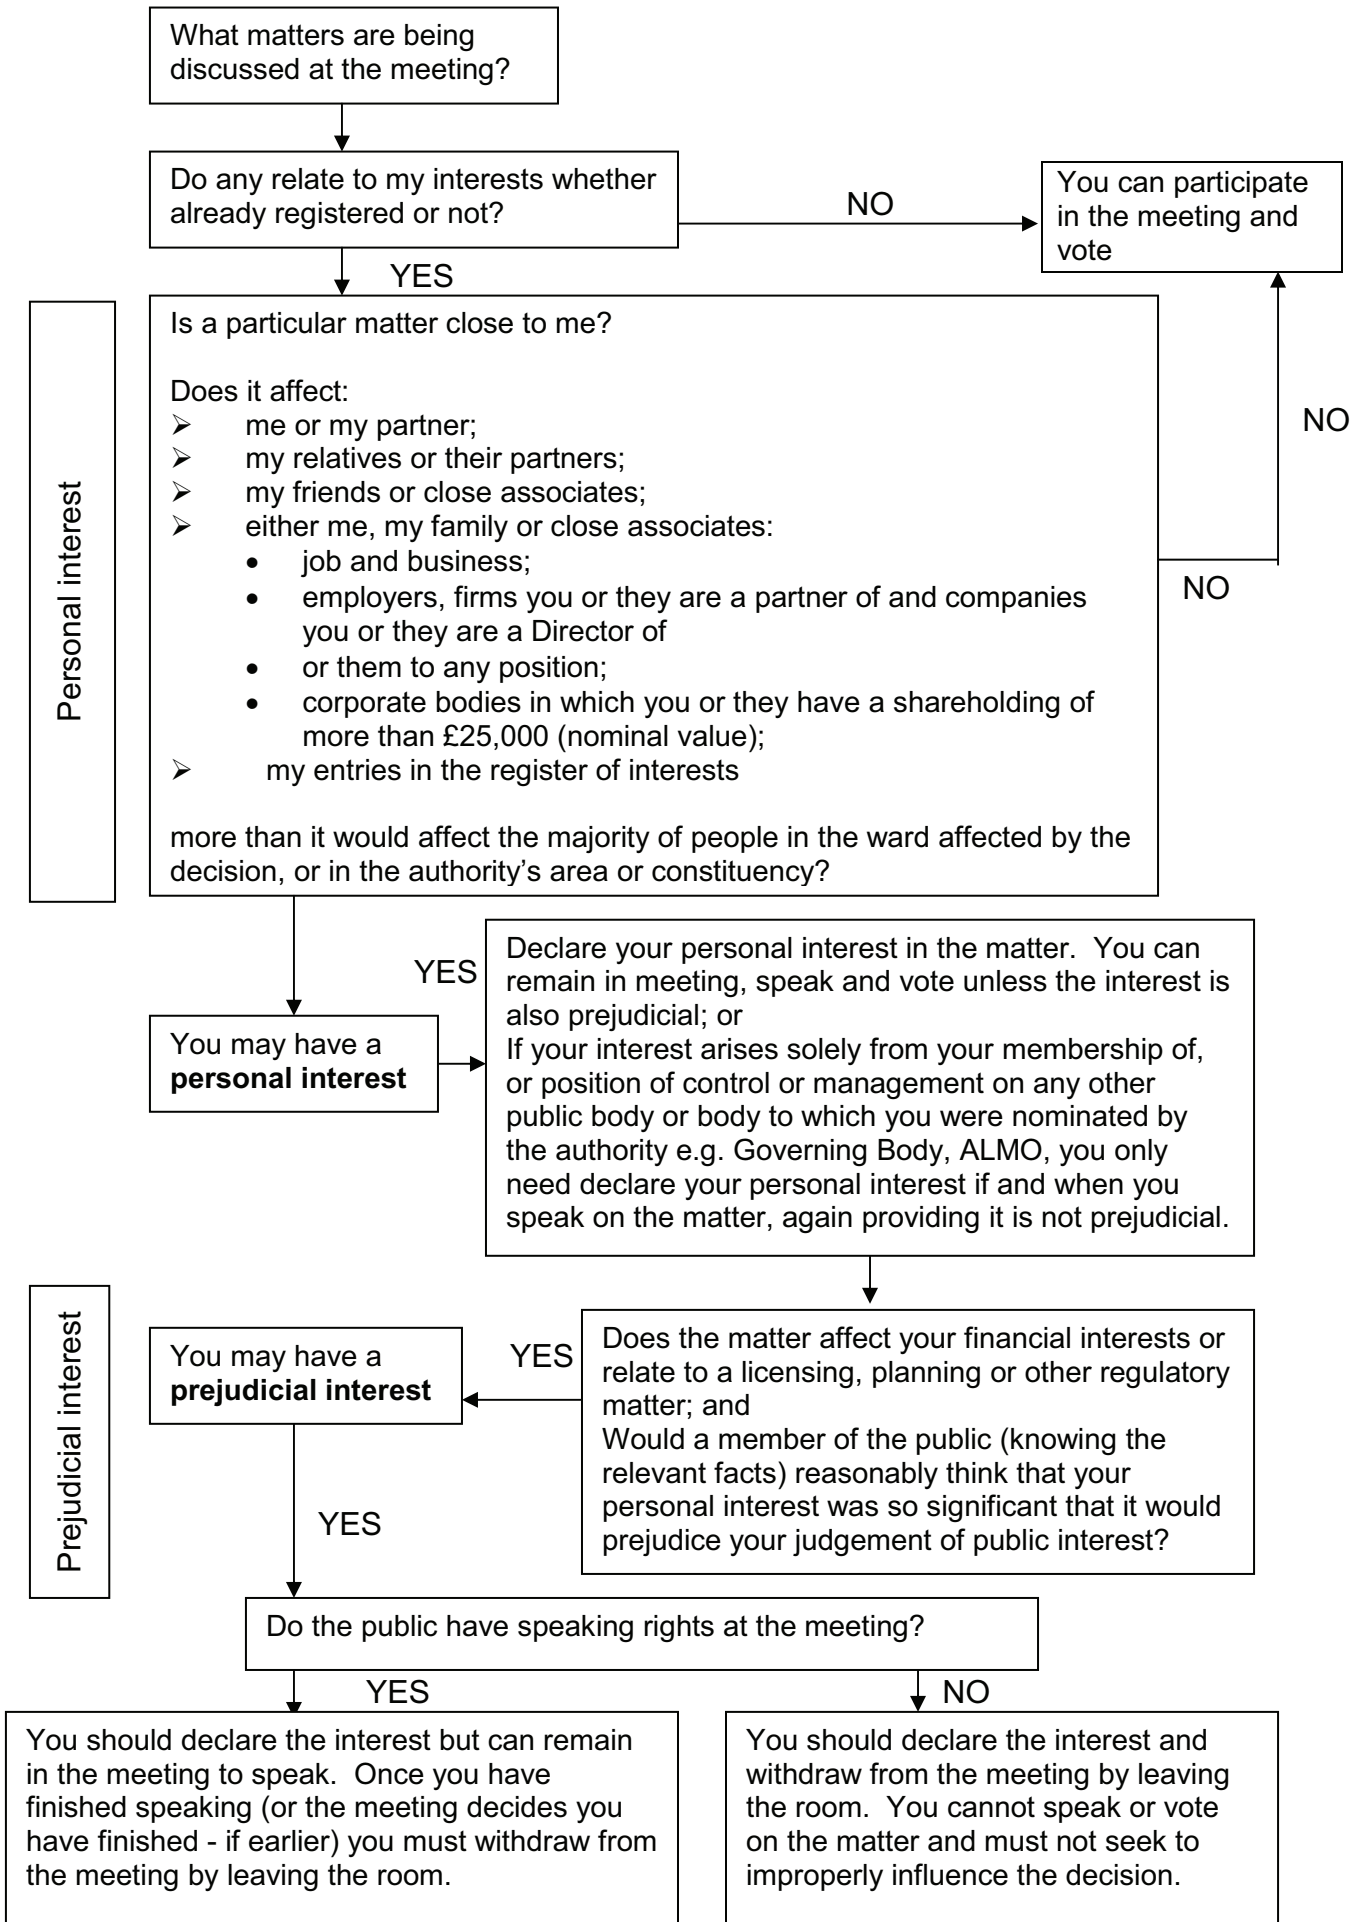 What matters are being
discussed at the meeting?
Do any relate to my interests whether
already registered or not?
NO
You can participate
in the meeting and
vote
YES
Personal interest
Is a particular matter close to me?
Does it affect:
➢ me or my partner;
➢ my relatives or their partners;
➢ my friends or close associates;
➢ either me, my family or close associates:
• job and business;
• employers, firms you or they are a partner of and companies
you or they are a Director of
• or them to any position;
• corporate bodies in which you or they have a shareholding of
more than £25,000 (nominal value);
➢ my entries in the register of interests
more than it would affect the majority of people in the ward affected by the
decision, or in the authority's area or constituency?
NO
NO
You may have a
personal interest
YES
Declare your personal interest in the matter.  You can
remain in meeting, speak and vote unless the interest is
also prejudicial; or
If your interest arises solely from your membership of,
or position of control or management on any other
public body or body to which you were nominated by
the authority e.g. Governing Body, ALMO, you only
need declare your personal interest if and when you
speak on the matter, again providing it is not prejudicial.
Prejudicial interest
Does the matter affect your financial interests or
relate to a licensing, planning or other regulatory
matter; and
Would a member of the public (knowing the
relevant facts) reasonably think that your
personal interest was so significant that it would
prejudice your judgement of public interest?
YES
You may have a
prejudicial interest
YES
Do the public have speaking rights at the meeting?
YES
NO
You should declare the interest but can remain
in the meeting to speak.  Once you have
finished speaking (or the meeting decides you
have finished - if earlier) you must withdraw from
the meeting by leaving the room.
You should declare the interest and
withdraw from the meeting by leaving
the room.  You cannot speak or vote
on the matter and must not seek to
improperly influence the decision.